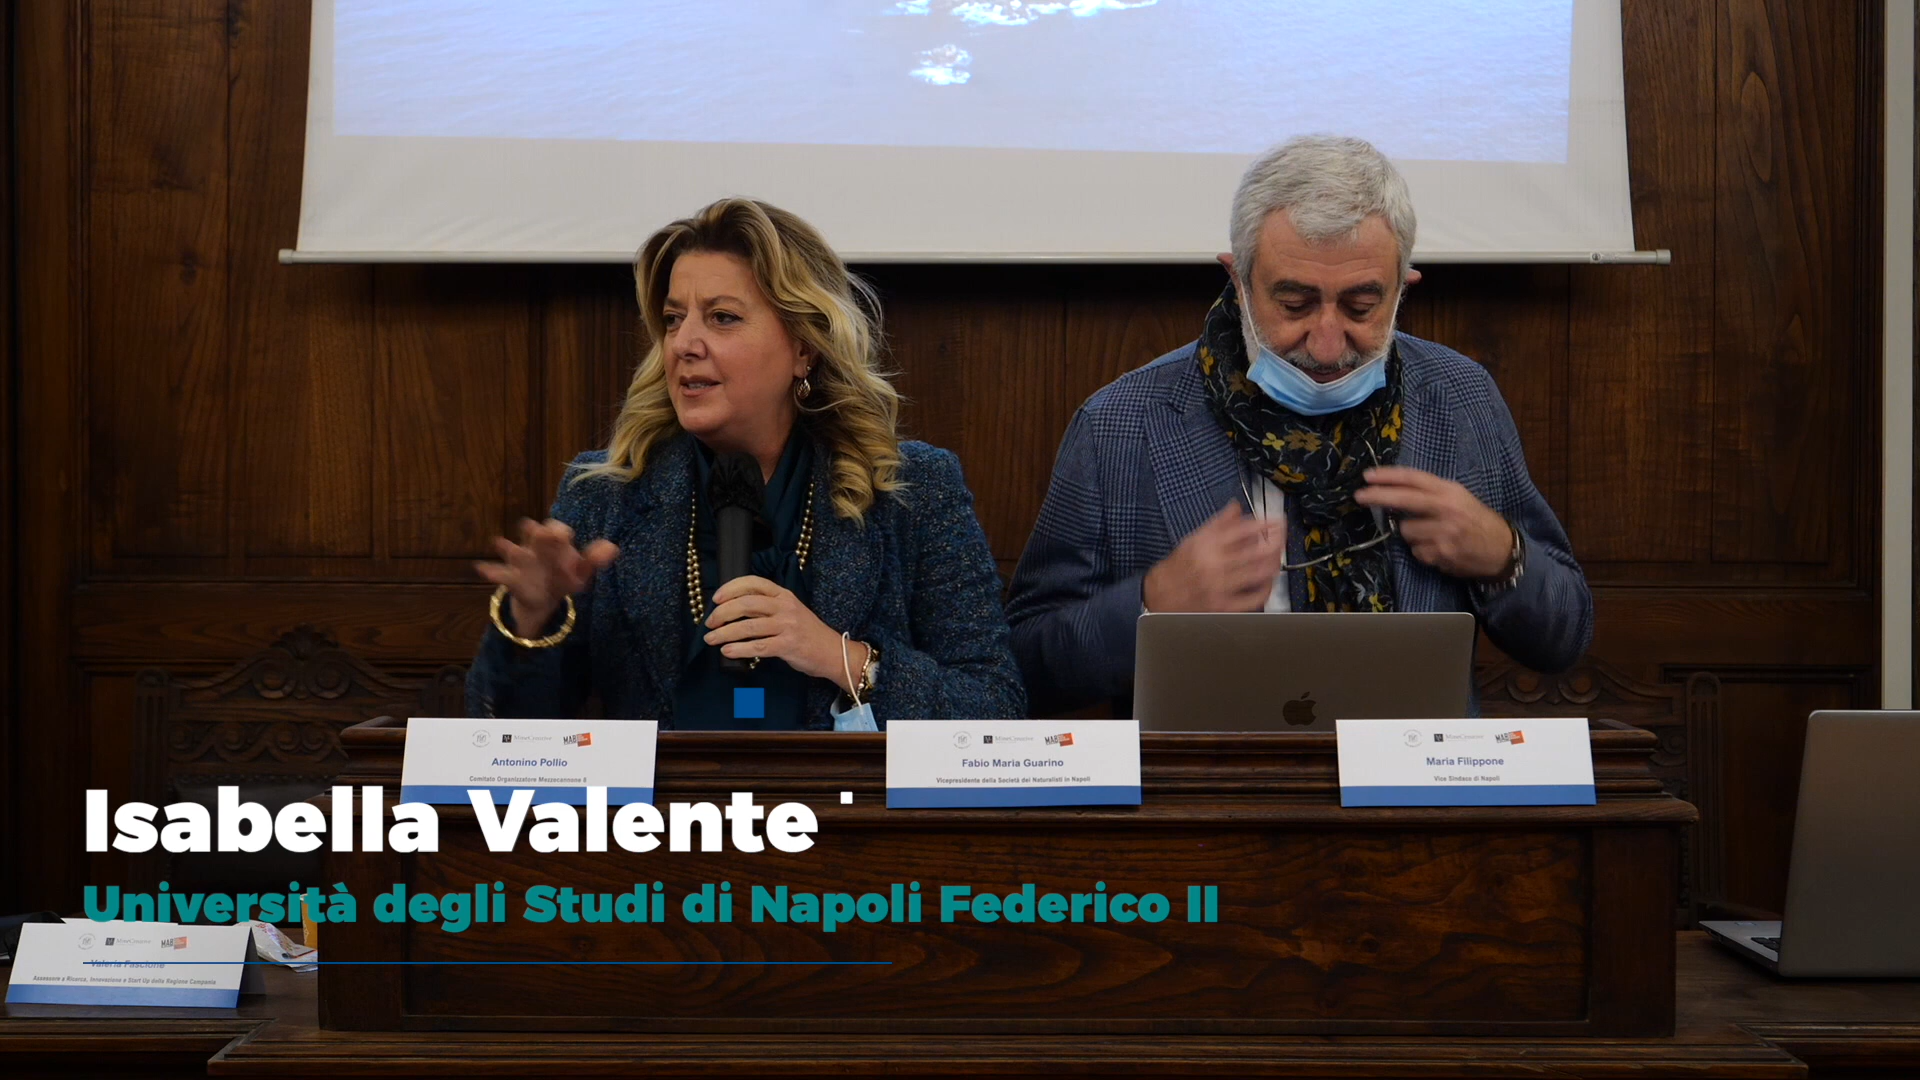 Antonino Pollio
Comitato Organizzatore Mezzocannone 8
Fabio Maria Guarino
Vicepresidente della Società dei Naturalisti in Napoli
Maria Filippone
Vice Sindaco di Napoli
Isabella Valente
Università degli Studi di Napoli Federico II
Valeria Fascione
Assessore a Ricerca, Innovazione e Start Up della Regione Campania